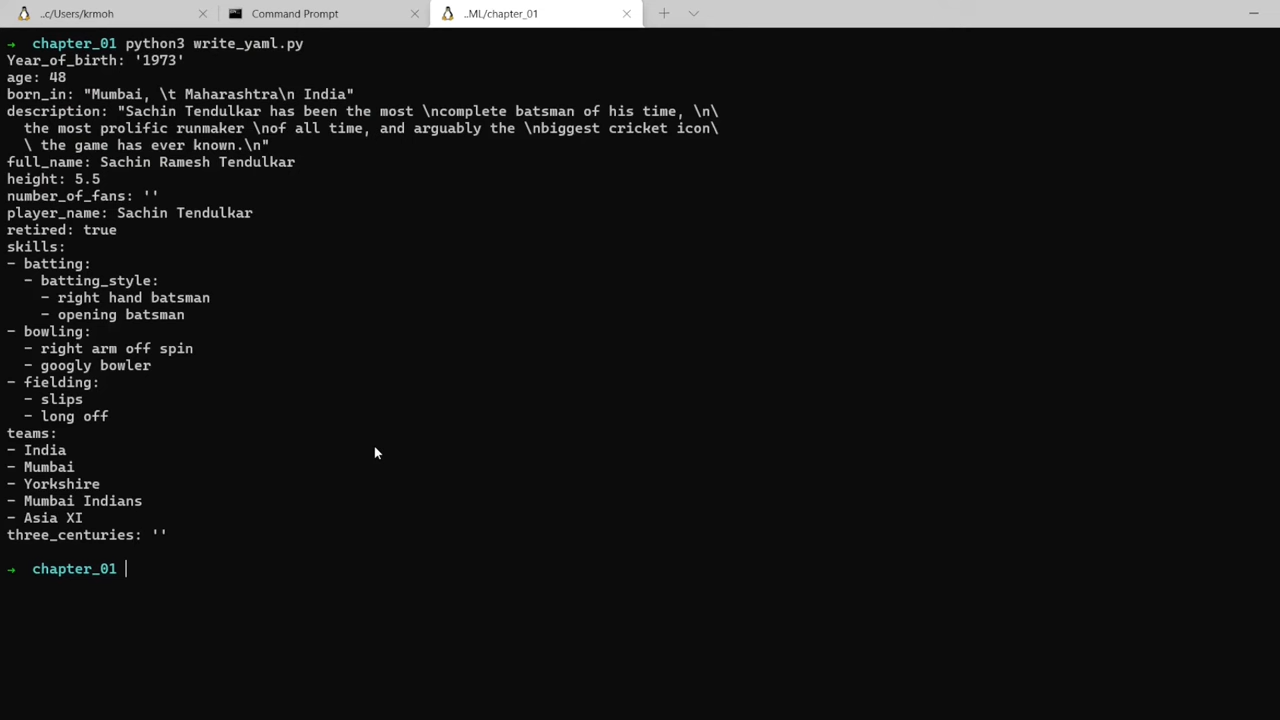 ..c/Users/krmoh
Command Prompt
..ML/chapter_01
→ chapter_01 python3 write_yaml.py
Year_of_birth: '1973'
age: 48
born_in: "Mumbai, \t Maharashtra\n India"
description: "Sachin Tendulkar has been the most \ncomplete batsman of his time, \n\
  the most prolific runmaker \nof all time, and arguably the \nbiggest cricket icon\
  \ the game has ever known.\n"
full_name: Sachin Ramesh Tendulkar
height: 5.5
number_of_fans: ''
player_name: Sachin Tendulkar
retired: true
skills:
- batting:
  - batting_style:
    - right hand batsman
    - opening batsman
- bowling:
  - right arm off spin
  - googly bowler
- fielding:
  - slips
  - long off
teams:
- India
- Mumbai
- Yorkshire
- Mumbai Indians
- Asia XI
three_centuries: ''
→ chapter_01